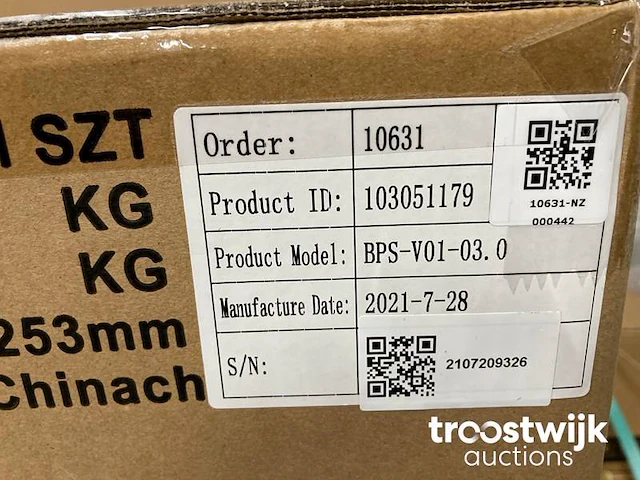 SZT
KG
KG
253mm
Chinach
Order: 10631
Product ID: 103051179
Product Model: BPS-V01-03.0
Manufacture Date: 2021-7-28
S/N: 2107209326
10631-NZ
000442
troostwijk
auctions